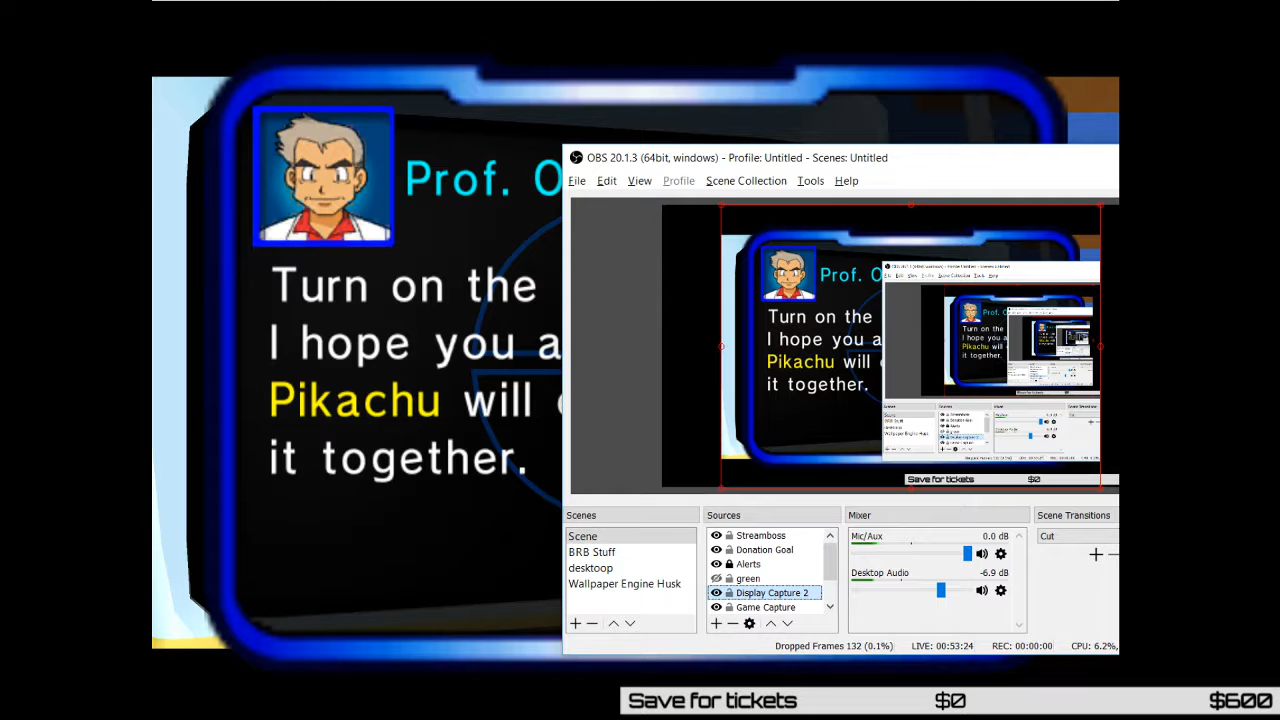 Prof. O
Turn on the
I hope you a
Pikachu will
it together.
OBS 20.1.3 (64bit, windows) - Profile: Untitled - Scenes: Untitled
File Edit View Profile Scene Collection Tools Help
Prof. O
Turn on the
I hope you a
Pikachu will
it together.
Save for tickets $0
Scenes
Scene
BRB Stuff
desktoop
Wallpaper Engine Husk
Sources
Streamboss
Donation Goal
Alerts
green
Display Capture 2
Game Capture
Mixer
Mic/Aux 0.0 dB
Desktop Audio -6.9 dB
Scene Transitions
Cut
Dropped Frames 132 (0.1%) LIVE: 00:53:24 REC: 00:00:00 CPU: 6.2%,
Save for tickets $0 $600